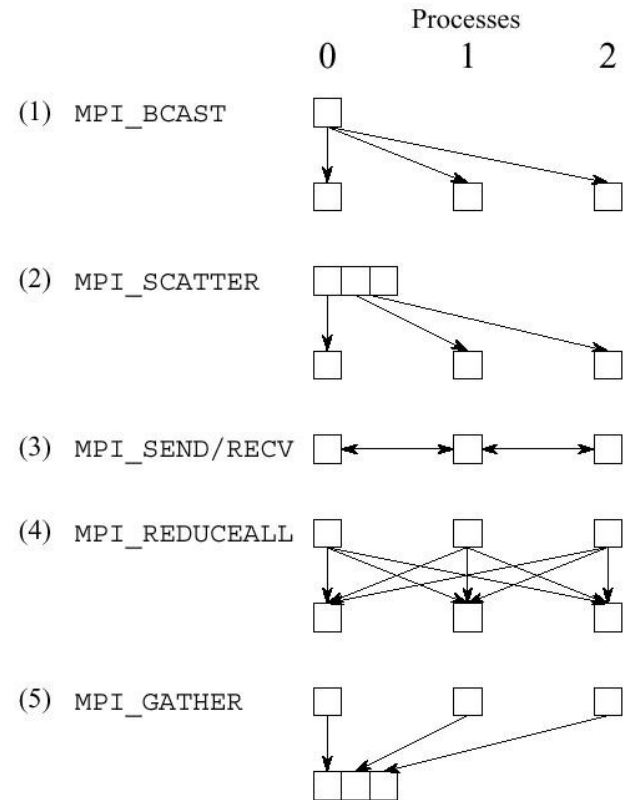 Processes
0 1 2
(1) MPI_BCAST
(2) MPI_SCATTER
(3) MPI_SEND/RECV
(4) MPI_REDUCEALL
(5) MPI_GATHER